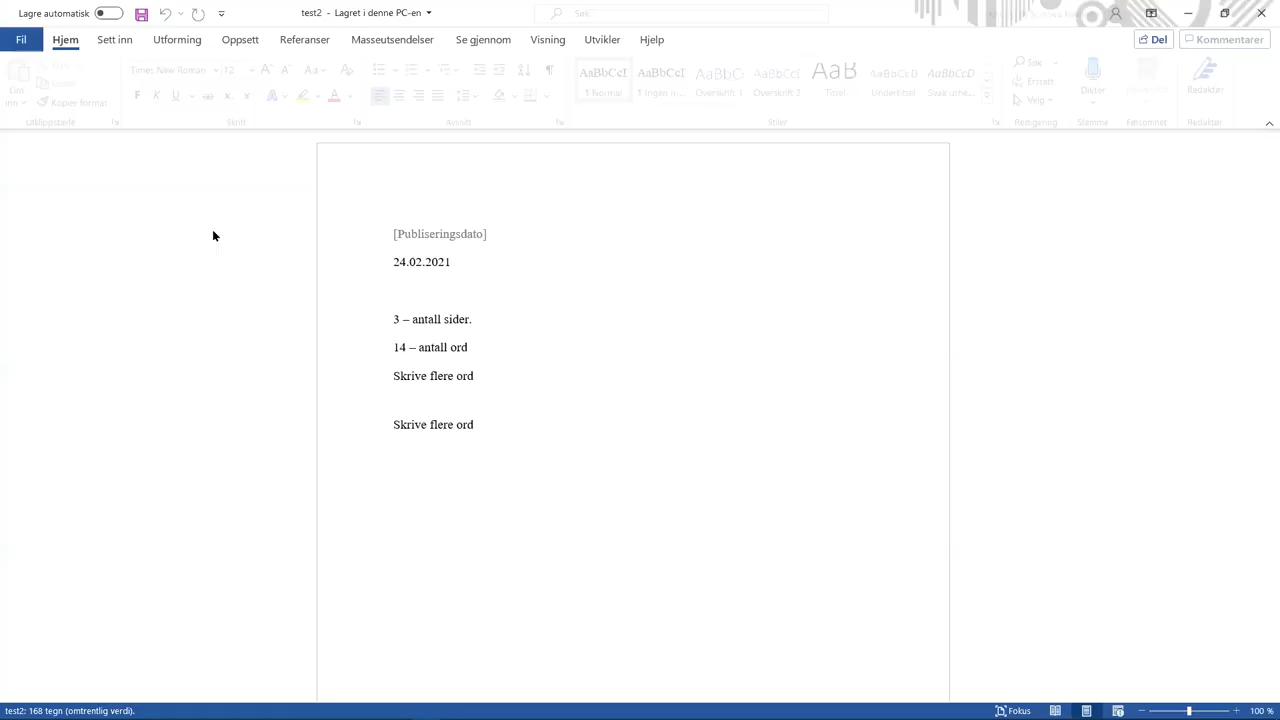 Lagre automatisk
test2 - Lagret i denne PC-en
Søk
Fil Hjem Sett inn Utforming Oppsett Referanser Masseutsendelser Se gjennom Visning Utvikler Hjelp
Del Kommentarer
Lim inn
Kopier format
Times New Roman 12
AaBbCcI AaBbCcI AaBbCc AaBbCcI AaB AaBbCcD AaBbCcD
1 Normal 1 Ingen m... Overskrift 1 Overskrift 2 Tittel Undertittel Svak uthe...
Søk
Erstatt
Velg
Dikter
Redaktør
Utklippstavle Skrift Avsnitt Stiler Redigering Stemme Følsomhet Redaktør
[Publiseringsdato]
24.02.2021
3 – antall sider.
14 – antall ord
Skrive flere ord
Skrive flere ord
test2: 168 tegn (omtrentlig verdi).
Fokus
100 %